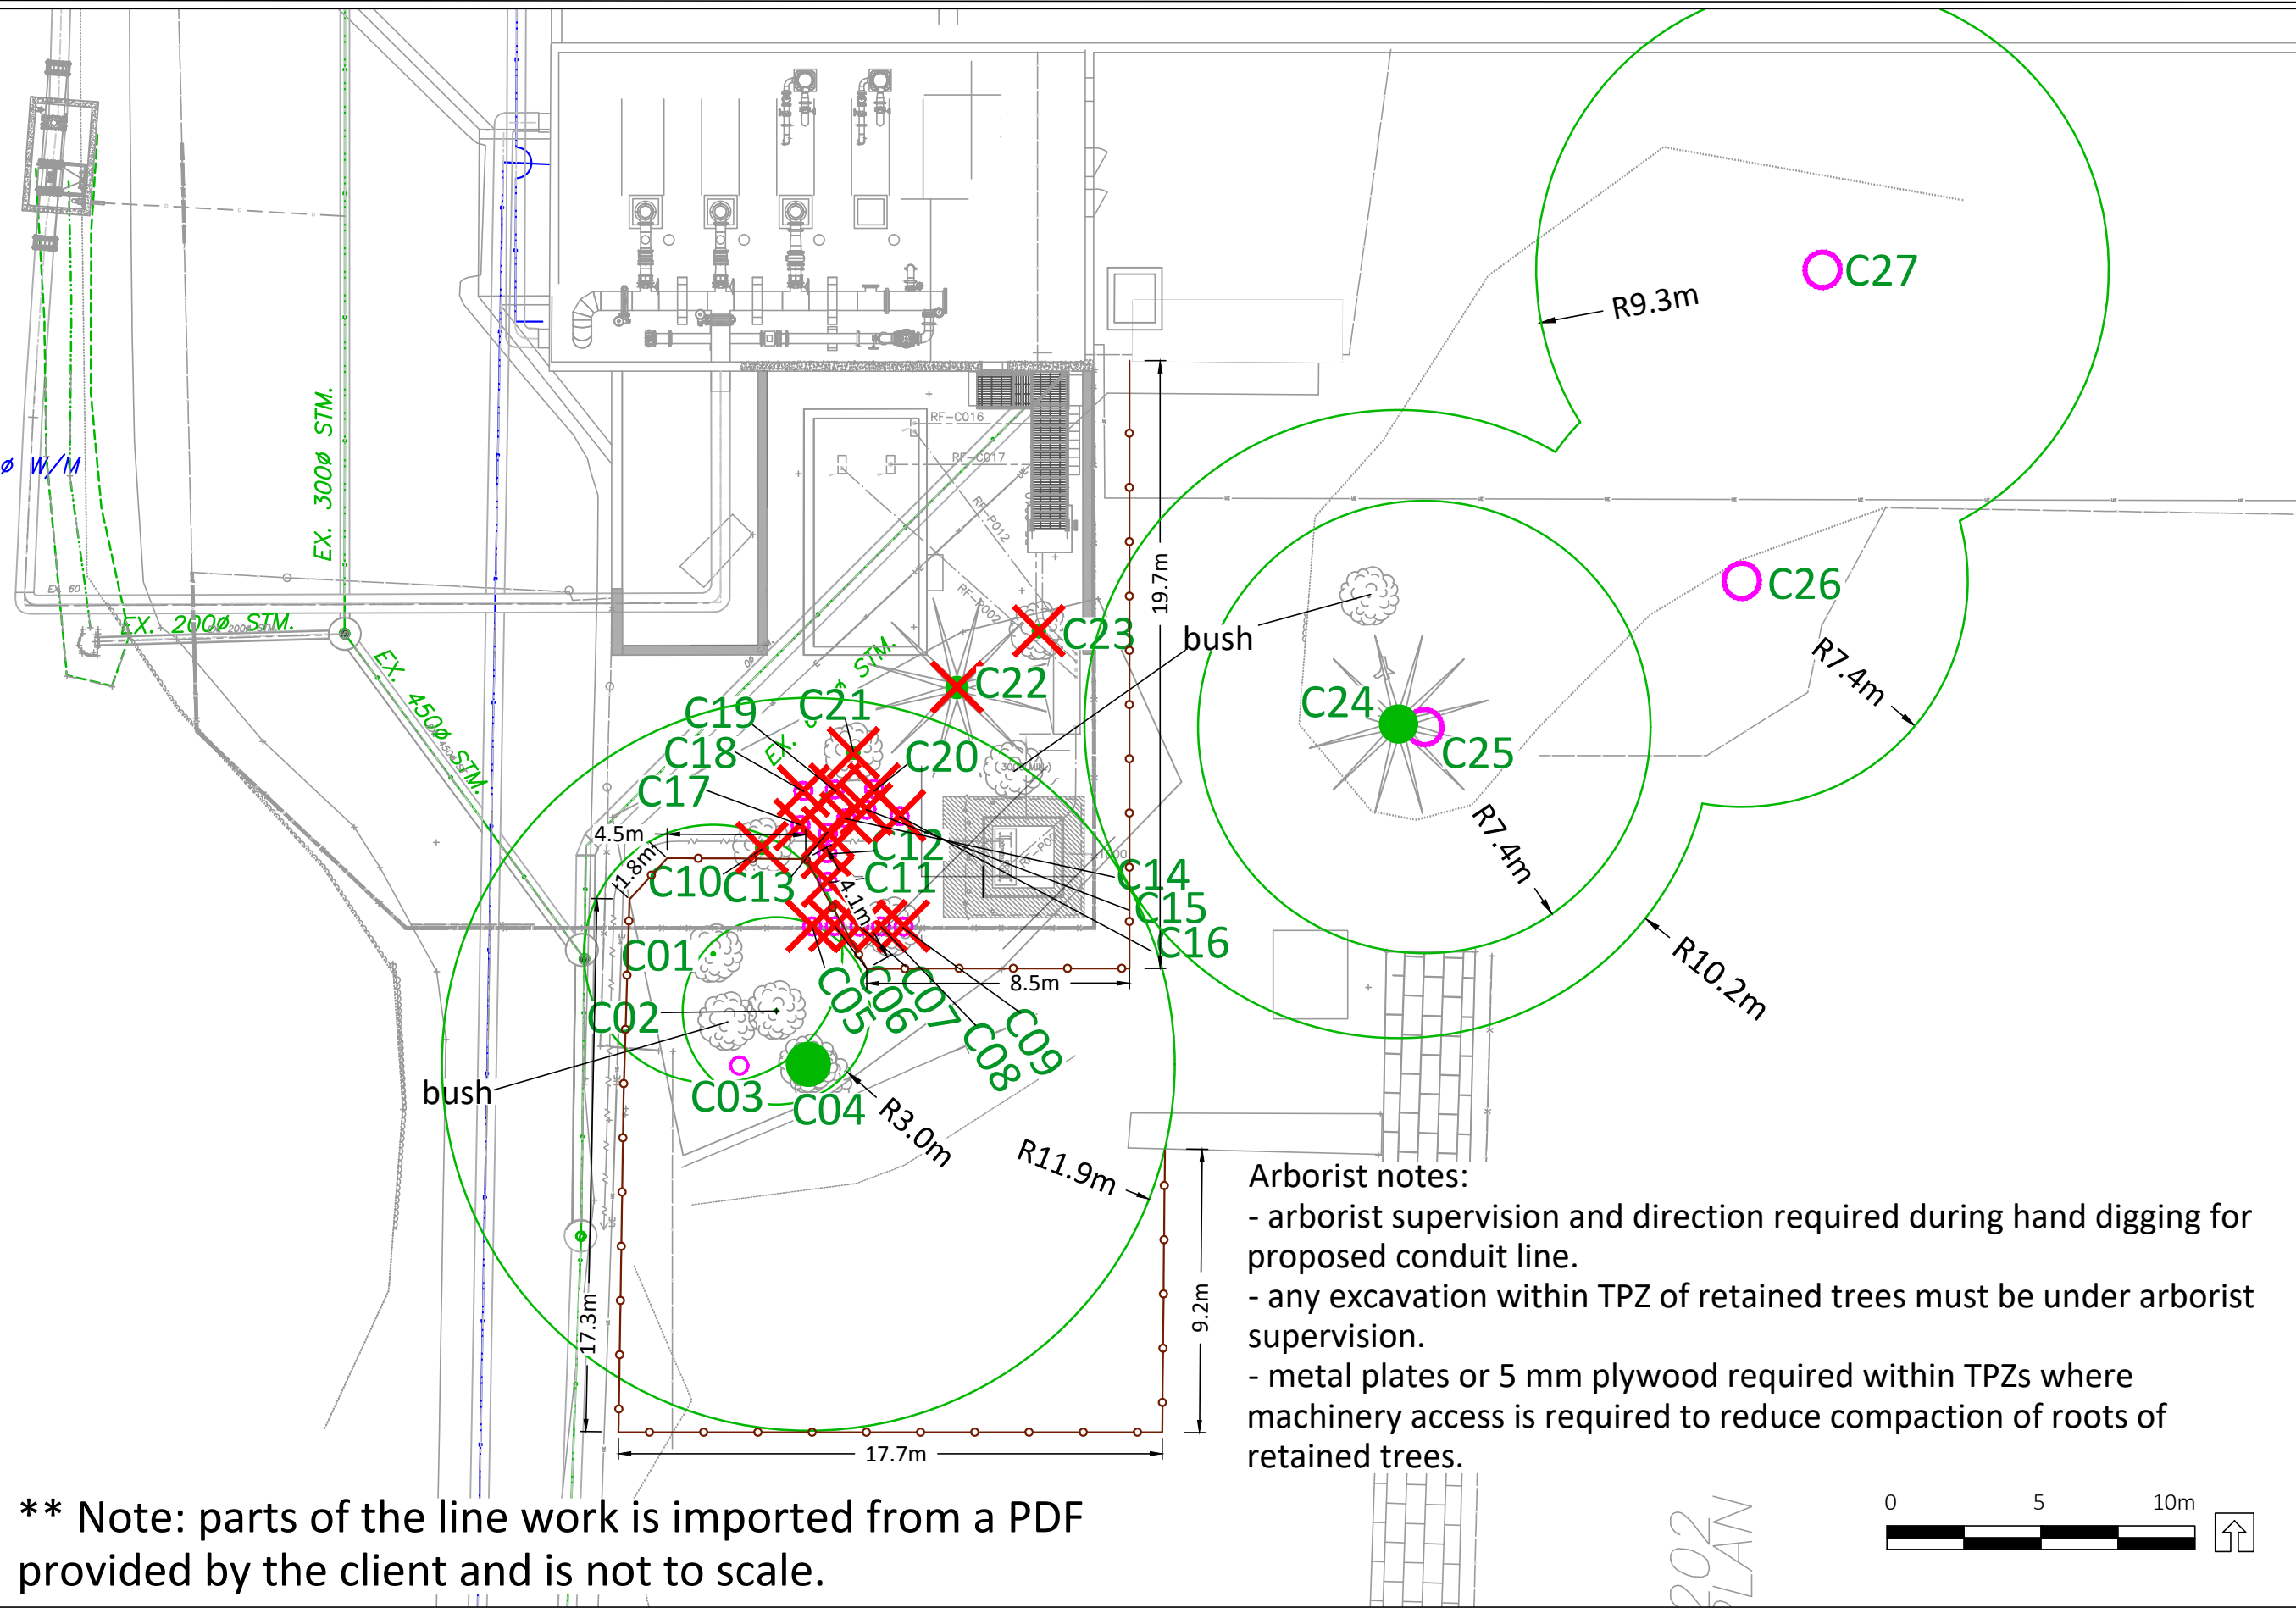 C27
R9.3m
EX. 300ø STM.
ø W/M
RF-C016
RF-C017
RF-P012
C26
19.7m
EX. 60
EX. 200ø STM.
C23
bush
R7.4m
EX. 450ø STM.
C22
C24
C19
C21
ø STM.
EX.
C18
C20
C25
C17
4.5m
R7.4m
1.8m
C12
C10
C13
C11
4.1m
C14
C15
C16
C01
8.5m
R10.2m
C02
C05
C06
C07
C08
C09
bush
C03
C04
R3.0m
R11.9m
Arborist notes:
- arborist supervision and direction required during hand digging for
proposed conduit line.
- any excavation within TPZ of retained trees must be under arborist
supervision.
- metal plates or 5 mm plywood required within TPZs where
machinery access is required to reduce compaction of roots of
retained trees.
17.3m
9.2m
17.7m
** Note: parts of the line work is imported from a PDF
provided by the client and is not to scale.
0 5 10m
202
PLAN